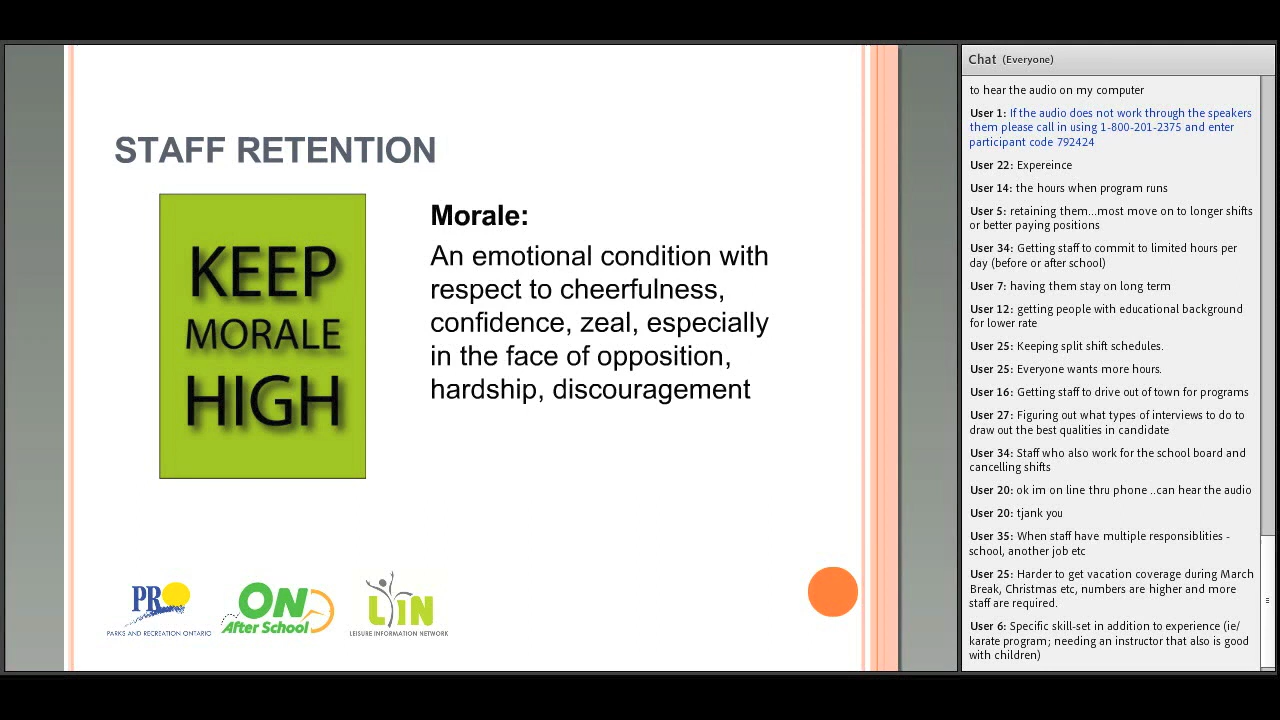 STAFF RETENTION
KEEP
MORALE
HIGH
Morale:
An emotional condition with
respect to cheerfulness,
confidence, zeal, especially
in the face of opposition,
hardship, discouragement
PRO
PARKS AND RECREATION ONTARIO
ON
After School
LIN
LEISURE INFORMATION NETWORK
Chat (Everyone)
to hear the audio on my computer
User 1: If the audio does not work through the speakers
them please call in using 1-800-201-2375 and enter
participant code 792424
User 22: Expereince
User 14: the hours when program runs
User 5: retaining them...most move on to longer shifts
or better paying positions
User 34: Getting staff to commit to limited hours per
day (before or after school)
User 7: having them stay on long term
User 12: getting people with educational background
for lower rate
User 25: Keeping split shift schedules.
User 25: Everyone wants more hours.
User 16: Getting staff to drive out of town for programs
User 27: Figuring out what types of interviews to do to
draw out the best qualities in candidate
User 34: Staff who also work for the school board and
cancelling shifts
User 20: ok im on line thru phone ..can hear the audio
User 20: tjank you
User 35: When staff have multiple responsiblities -
school, another job etc
User 25: Harder to get vacation coverage during March
Break, Christmas etc, numbers are higher and more
staff are required.
User 6: Specific skill-set in addition to experience (ie/
karate program; needing an instructor that also is good
with children)